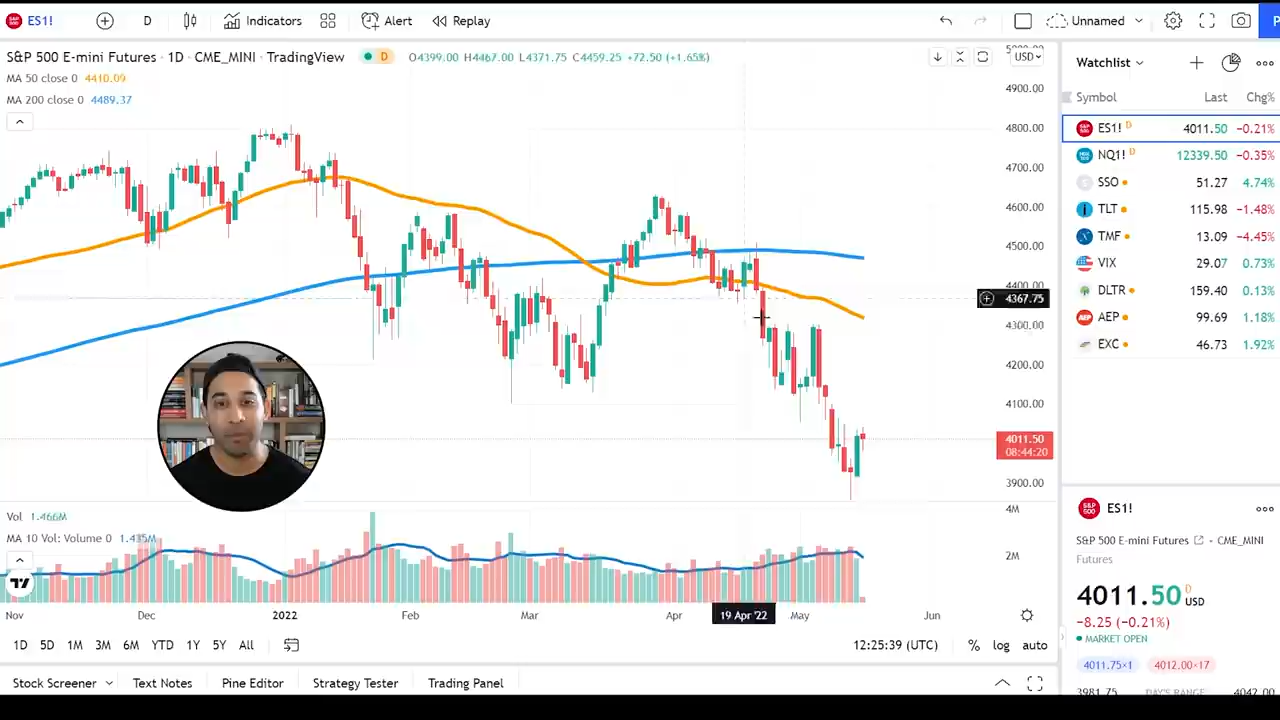 ES1! D Indicators Alert Replay Unnamed P
S&P 500 E-mini Futures · 1D · CME_MINI · TradingView D O4399.00 H4467.00 L4371.75 C4459.25 +72.50 (+1.65%)
MA 50 close 0 4410.09
MA 200 close 0 4489.37
USD
4900.00
4800.00
4700.00
4600.00
4500.00
4400.00
4367.75
4300.00
4200.00
4100.00
4011.50
08:44:20
3900.00
Vol 1.466M
MA 10 Vol: Volume 0 1.435M
4M
2M
Nov Dec 2022 Feb Mar Apr 19 Apr '22 May Jun
1D 5D 1M 3M 6M YTD 1Y 5Y All 12:25:39 (UTC) % log auto
Stock Screener Text Notes Pine Editor Strategy Tester Trading Panel
Watchlist
Symbol Last Chg%
ES1! D 4011.50 −0.21%
NQ1! D 12339.50 −0.35%
SSO 51.27 4.74%
TLT 115.98 −1.48%
TMF 13.09 −4.45%
VIX 29.07 0.73%
DLTR 159.40 0.13%
AEP 99.69 1.18%
EXC 46.73 1.92%
ES1!
S&P 500 E-mini Futures · CME_MINI
Futures
4011.50 D USD
−8.25 (−0.21%)
MARKET OPEN
4011.75×1 4012.00×17
3981.75 DAY'S RANGE 4042.00